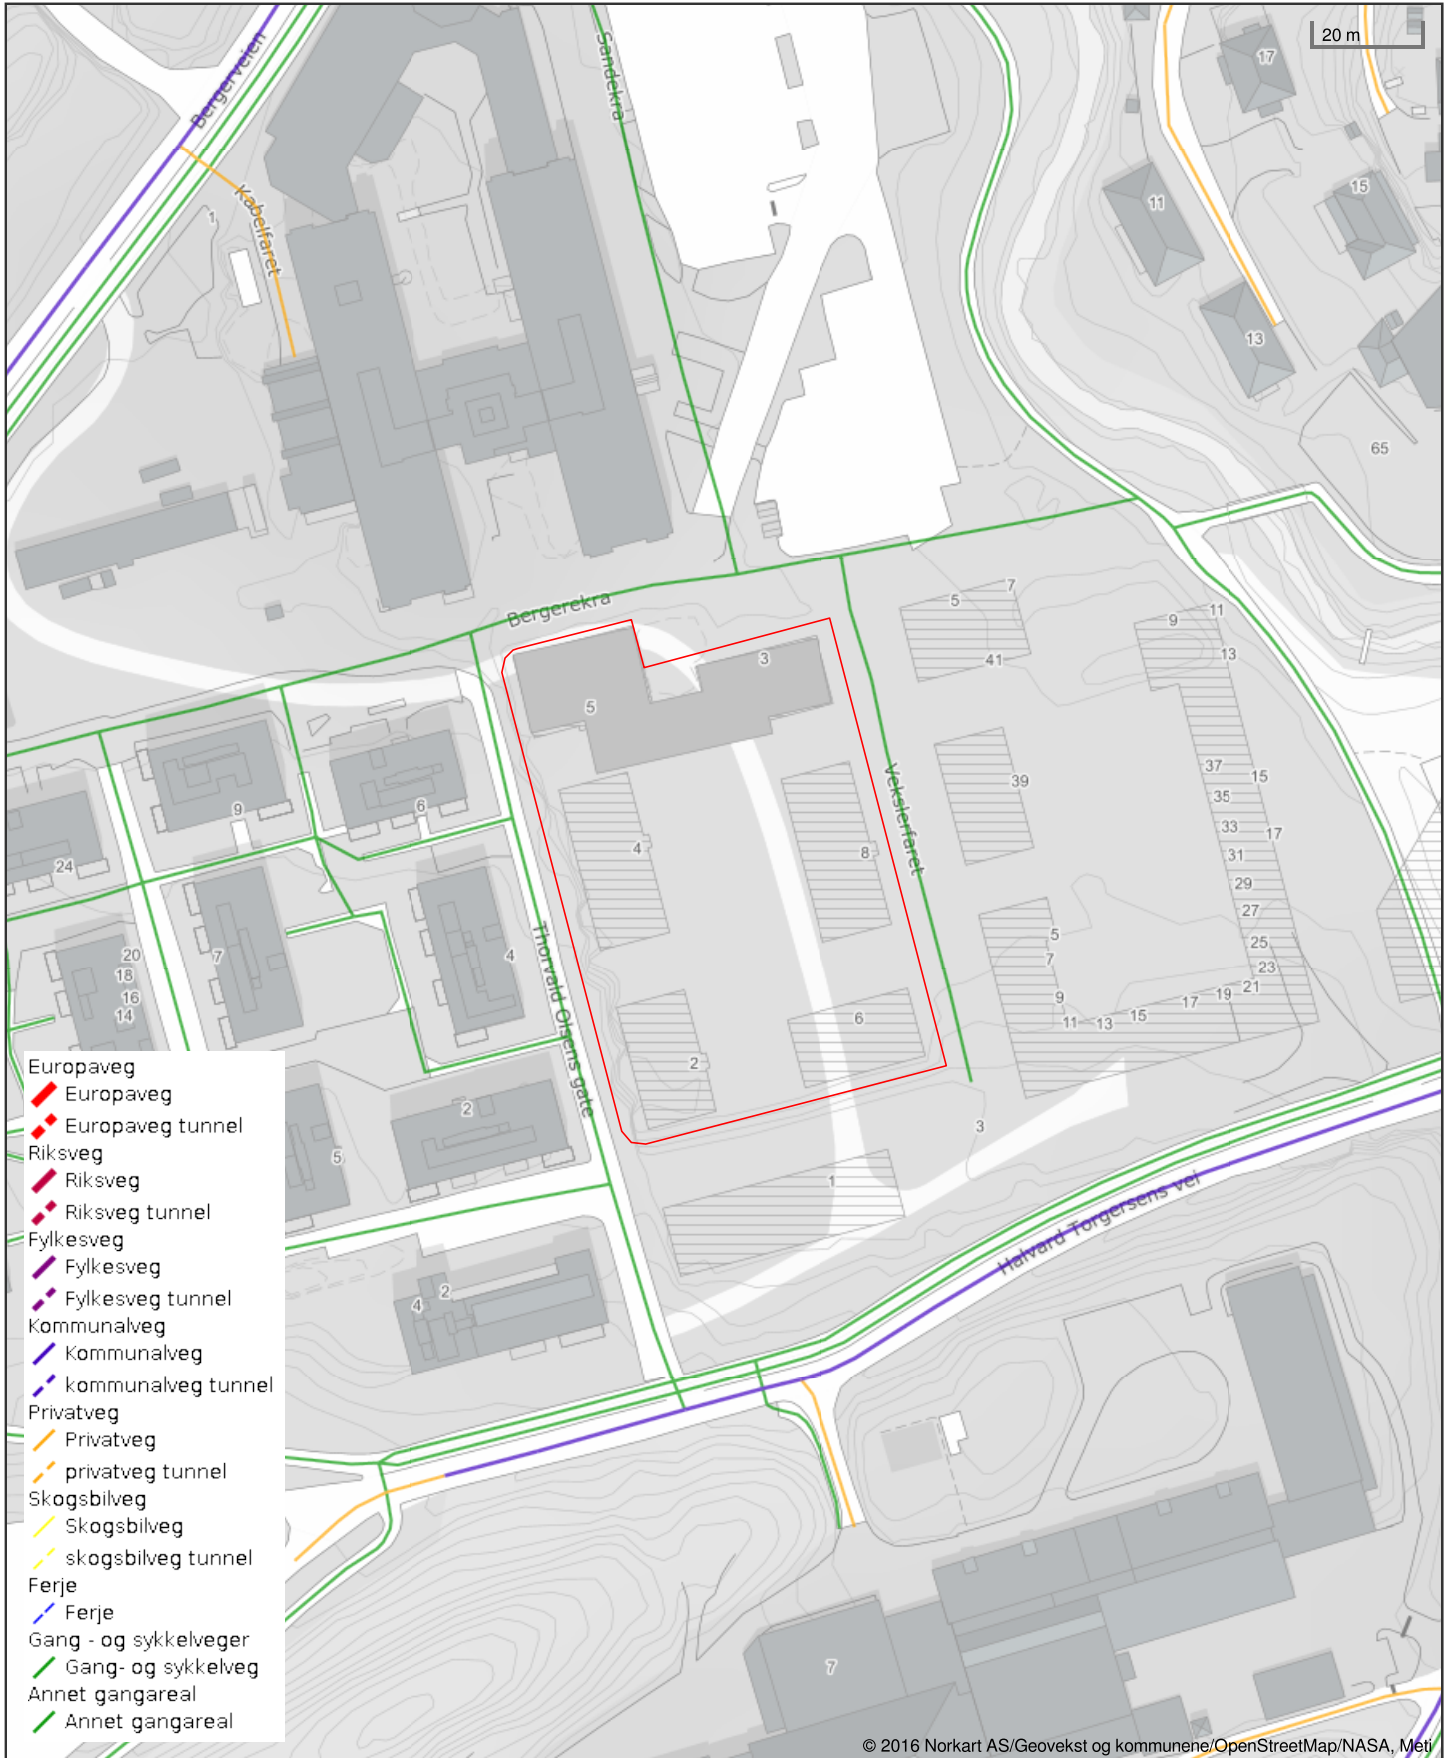 20 m
17
Bergerveien
Sandekra
15
11
1
Kabelfaret
13
65
Bergerekra
5
7
9
11
41
13
3
5
37
15
39
35
9
6
33
17
4
8
Vekslerfaret
31
24
29
27
5
25
20
7
4
7
23
18
21
16
9
19
14
6
17
15
11
13
Thorvald Olsens gate
2
2
3
5
1
Halvard Torgersens vei
2
4
7
Europaveg
Europaveg
Europaveg tunnel
Riksveg
Riksveg
Riksveg tunnel
Fylkesveg
Fylkesveg
Fylkesveg tunnel
Kommunalveg
Kommunalveg
kommunalveg tunnel
Privatveg
Privatveg
privatveg tunnel
Skogsbilveg
Skogsbilveg
skogsbilveg tunnel
Ferje
Ferje
Gang - og sykkelveger
Gang- og sykkelveg
Annet gangareal
Annet gangareal
© 2016 Norkart AS/Geovekst og kommunene/OpenStreetMap/NASA, Meti